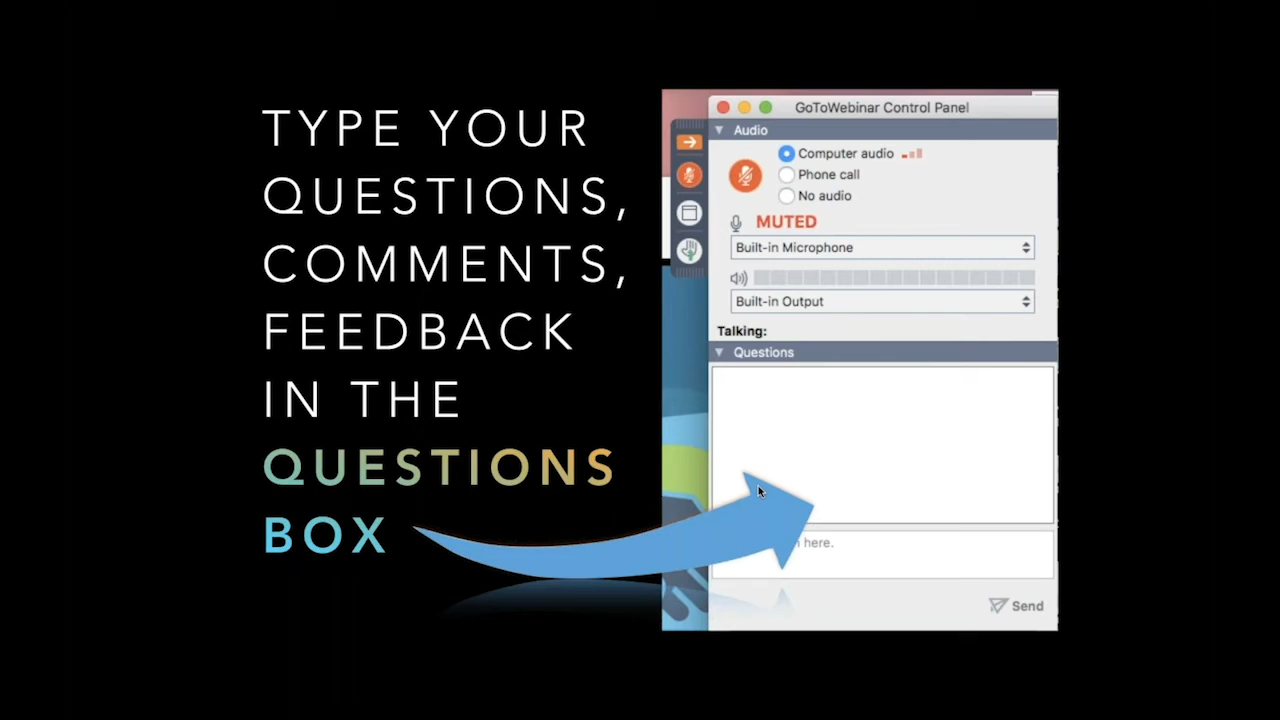 TYPE YOUR
QUESTIONS,
COMMENTS,
FEEDBACK
IN THE
QUESTIONS
BOX
GoToWebinar Control Panel
Audio
Computer audio
Phone call
No audio
MUTED
Built-in Microphone
Built-in Output
Talking:
Questions
here.
Send